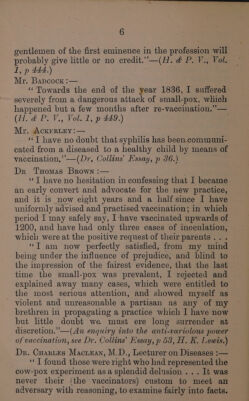 6
gentlemen of the first eminence in the profession will
probably give little or no credit."—(H. & P. V., Vol.
1, p 444.)
Mr. BADCOCK :—
" Towards the end of the year 1836, I suffered
severely from a dangerous attack of small-pox, which
happened but a few months after re-vaccination."—
(H. & P. V., Vol. 1, p 449.)
Mr. ACKERLEY :—
" I have no doubt that syphilis has been communi-
cated from a diseased to a healthy child by means of
vaccination."—(Dr. Collins' Essay, p 36.)
DR THOMAS BROWN :—
" I have no hesitation in confessing that I became
an early convert and advocate for the new practice,
and it is now eight years and a half since I have
uniformly advised and practised vaccination; in which
period I may safely say, I have vaccinated upwards of
1200, and have had only three cases of inoculation,
which were at the positive request of their parents . . .
" I am now perfectly satisfied, from my mind
being under the influence of prejudice, and blind to
the impression of the fairest evidence, that the last
time the small-pox was prevalent, I rejected and
explained away many cases, which were entitled to
the most serious attention, and showed myself as
violent and unreasonable a partisan as any of my
brethren in propagating a practice which I have now
but little doubt we must ere long surrender at
discretion."—(An enquiry into the anti-variolous power
of vaccination, see Dr. Collins' Essay, p 53, H. K. Lewis.)
DR. CHARLES MACLEAN, M.D., Lecturer on Diseases :—
" I found those were right who had represented the
cow-pox experiment as a splendid delusion . . . It was
never their (the vaccinators) custom to meet an
adversary with reasoning, to examine fairly into facts.